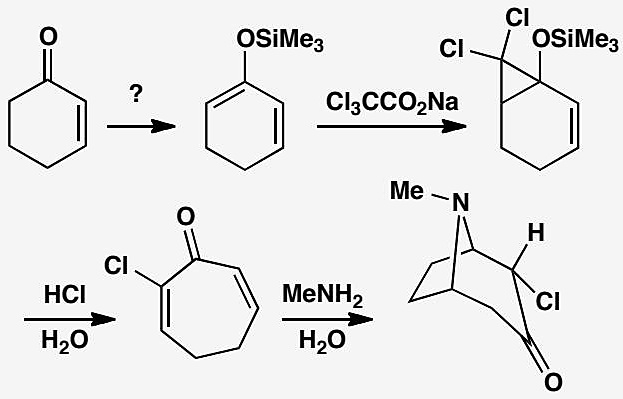 O
?
OSiMe₃
Cl₃CCO₂Na
Cl
Cl
OSiMe₃
HCl
H₂O
O
Cl
MeNH₂
H₂O
Me
N
H
Cl
O